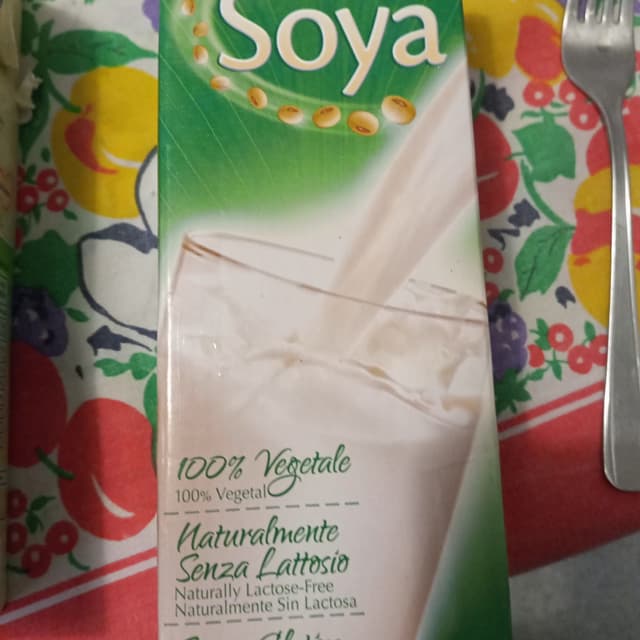 Soya
100% Vegetale
100% Vegetal
Naturalmente
Senza Lattosio
Naturally Lactose-Free
Naturalmente Sin Lactosa